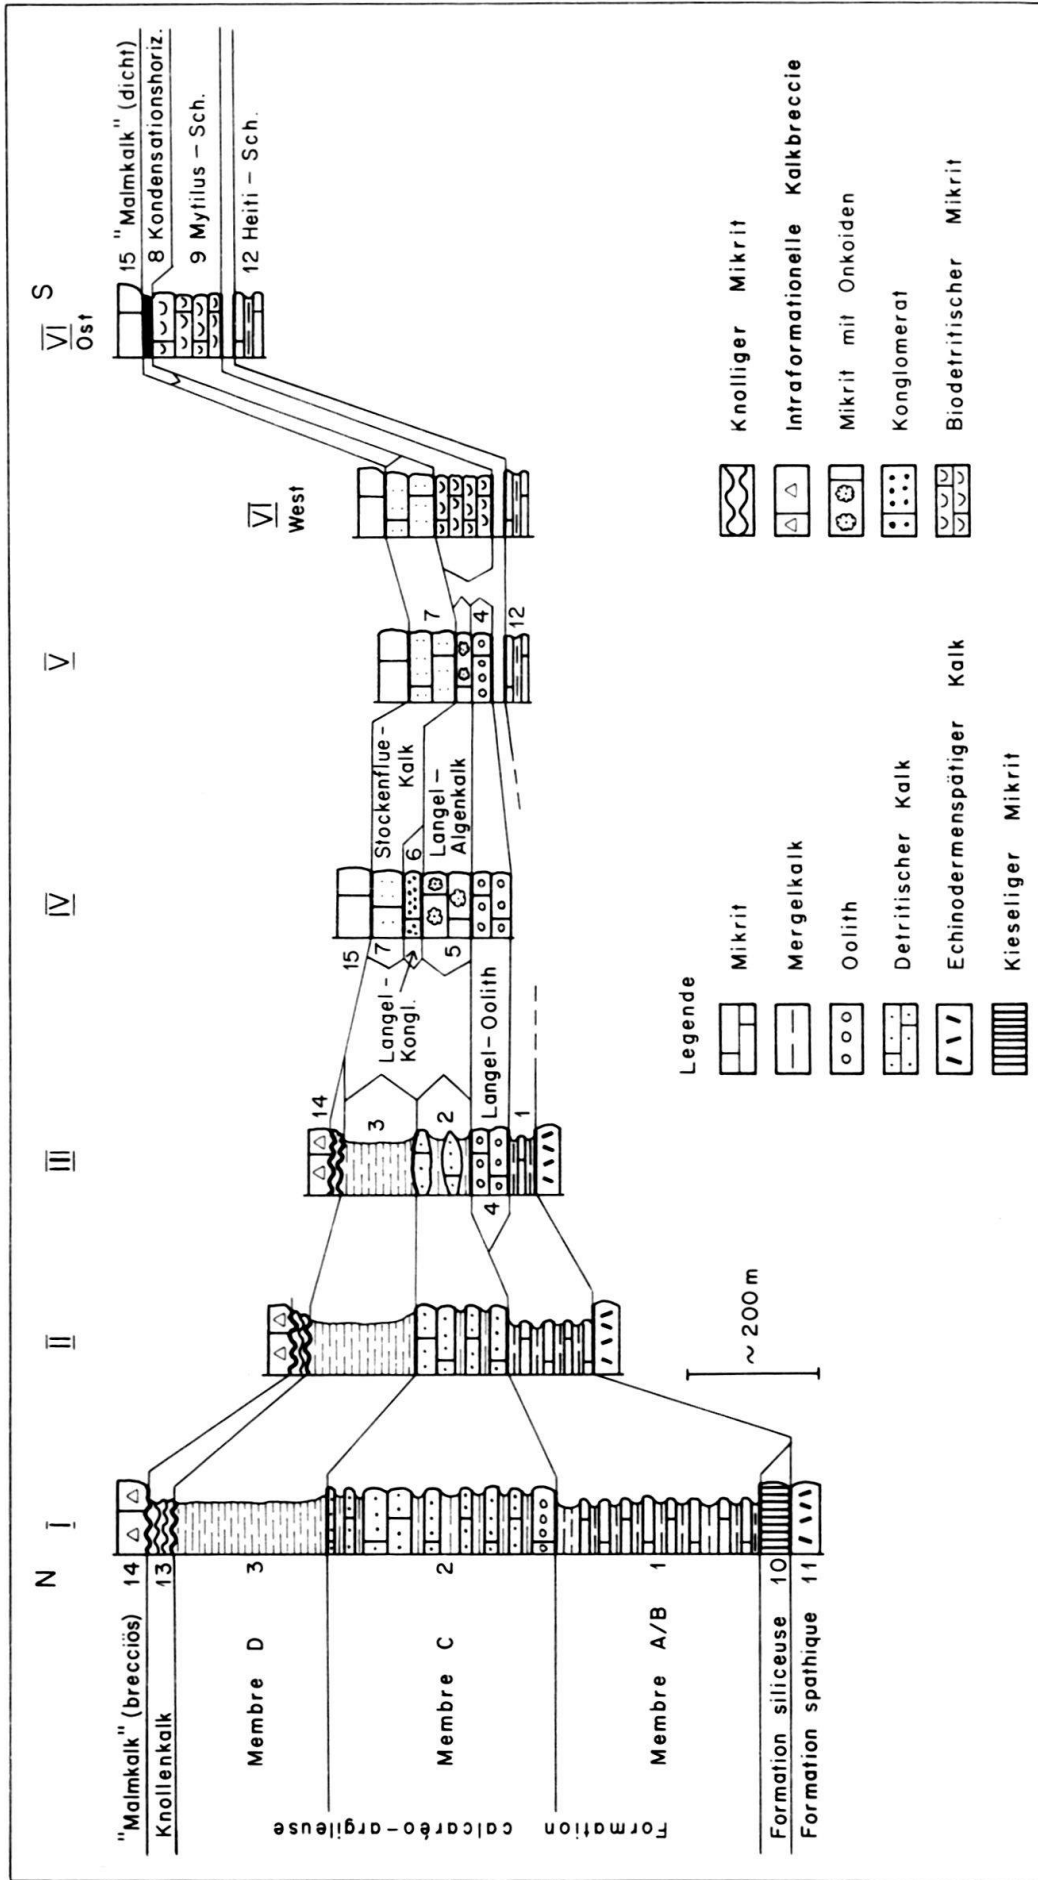 N
S
I
II
III
IV
V
VI
West
VI
Ost
"Malmkalk" (brecciös) 14
Knollenkalk 13
Membre D 3
Membre C 2
Membre A/B 1
Formation calcaréo-argileuse
Formation siliceuse 10
Formation spathique 11
14
3
2
1
4
Langel-
Kongl.
Langel-Oolith
15
7
5
Stockenflue-
Kalk
6
Langel-
Algenkalk
7
4
12
15 "Malmkalk" (dicht)
8 Kondensationshoriz.
9 Mytilus-Sch.
12 Heiti-Sch.
~200m
Legende
Mikrit
Mergelkalk
Oolith
Detritischer Kalk
Echinodermenspätiger Kalk
Kieseliger Mikrit
Knolliger Mikrit
Intraformationelle Kalkbreccie
Mikrit mit Onkoiden
Konglomerat
Biodetritischer Mikrit